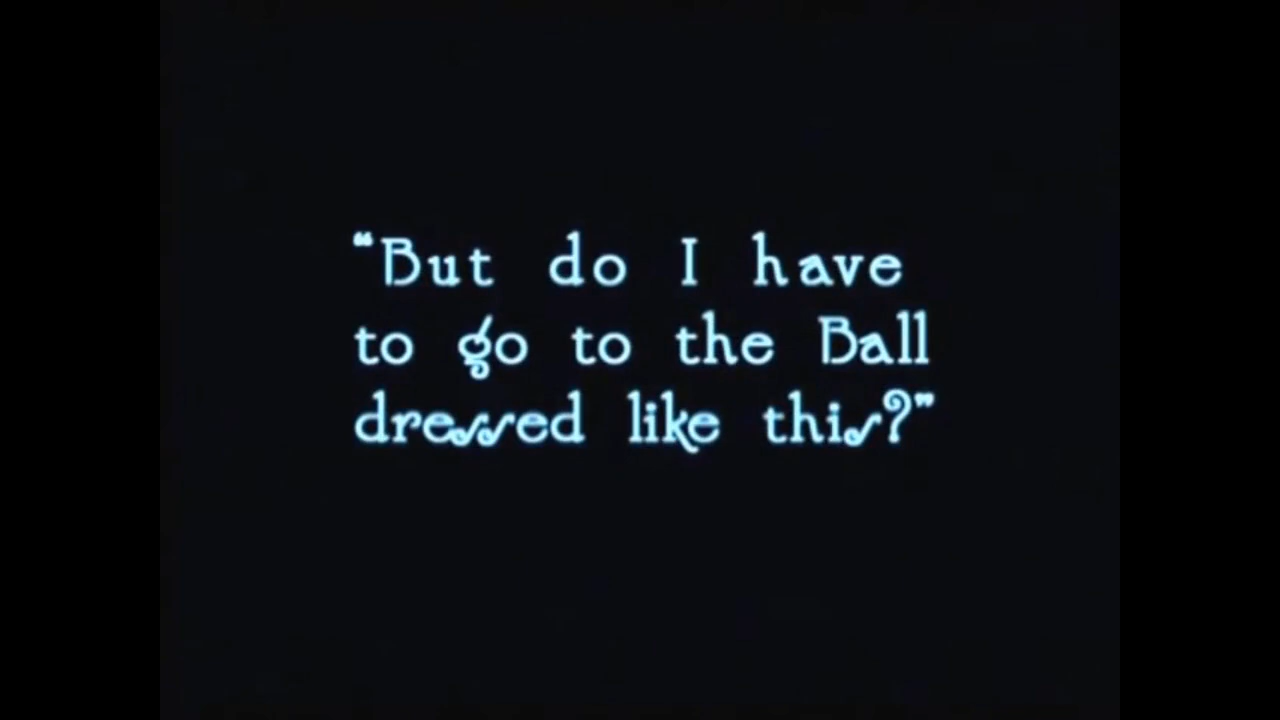 “But do I have
to go to the Ball
dressed like this?”